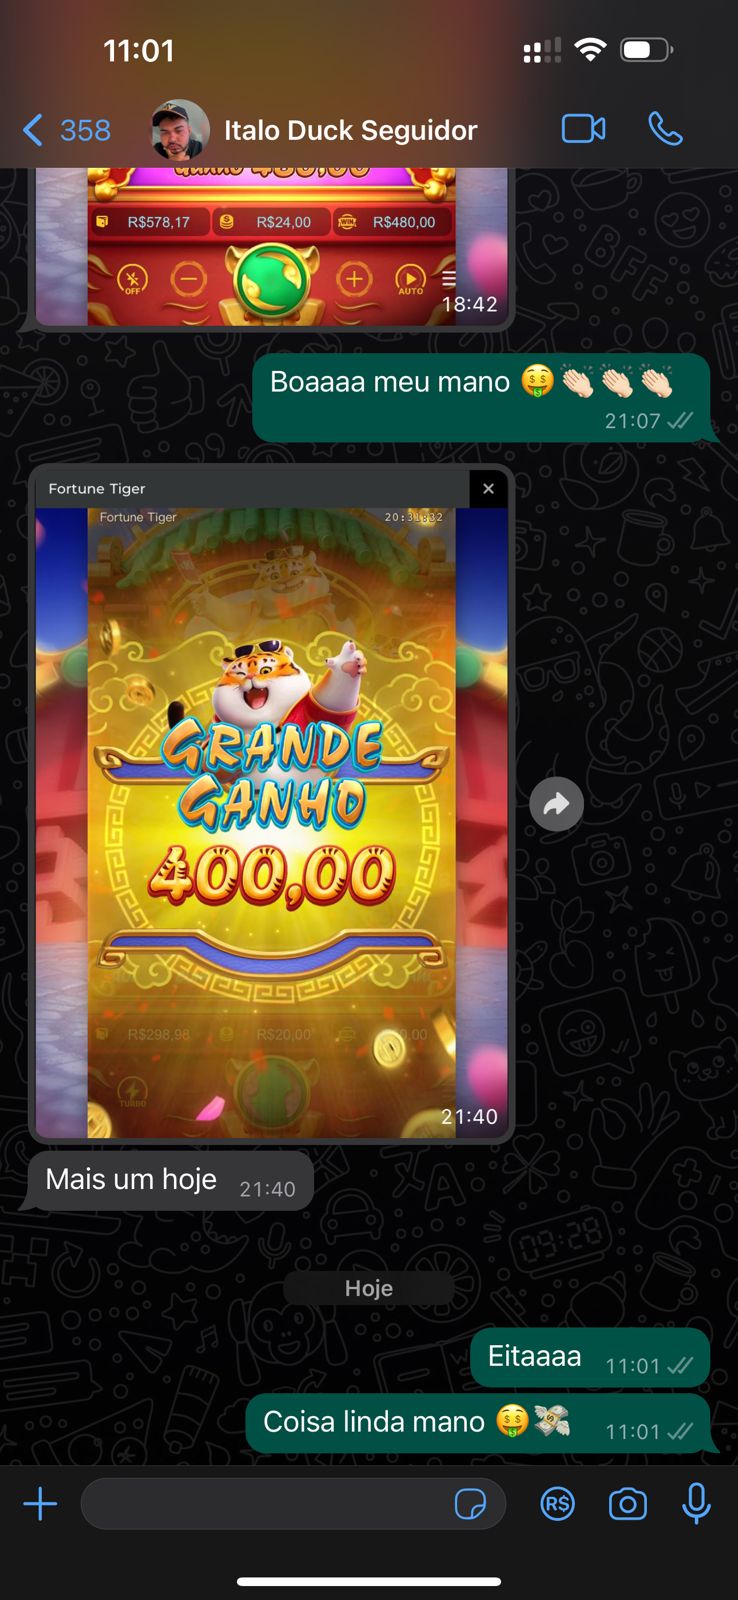 11:01
358
Italo Duck Seguidor
R$578,17
R$24,00
WIN
R$480,00
OFF
AUTO
18:42
Boaaaa meu mano 🤑👏🏻👏🏻👏🏻
21:07
Fortune Tiger
Fortune Tiger
20:31:32
GRANDE
GANHO
400,00
R$298,98
R$20,00
TURBO
21:40
Mais um hoje
21:40
Hoje
Eitaaaa
11:01
Coisa linda mano 🤑💸
11:01
R$